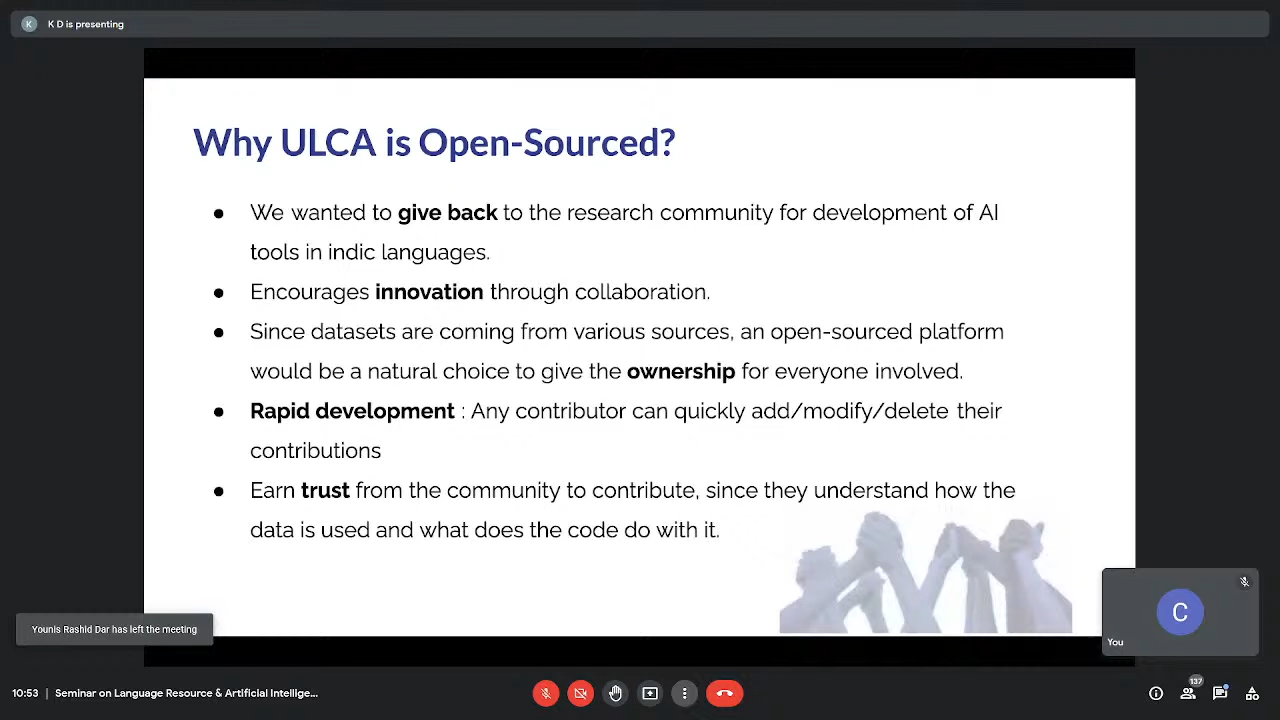 K
K D is presenting
Why ULCA is Open-Sourced?
● We wanted to give back to the research community for development of AI
tools in indic languages.
● Encourages innovation through collaboration.
● Since datasets are coming from various sources, an open-sourced platform
would be a natural choice to give the ownership for everyone involved.
● Rapid development : Any contributor can quickly add/modify/delete their
contributions
● Earn trust from the community to contribute, since they understand how the
data is used and what does the code do with it.
C
You
Younis Rashid Dar has left the meeting
10:53 | Seminar on Language Resource & Artificial Intellige...
137